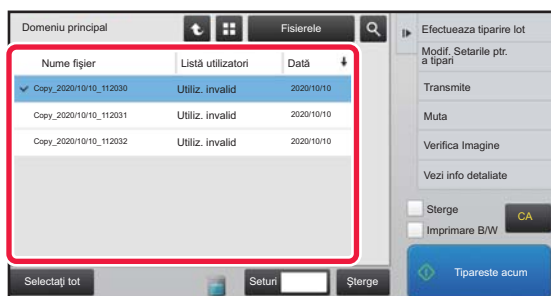 Domeniu principal
Fisierele
Nume fişier Listă utilizatori Dată
Copy_2020/10/10_112030 Utiliz. invalid 2020/10/10
Copy_2020/10/10_112031 Utiliz. invalid 2020/10/10
Copy_2020/10/10_112032 Utiliz. invalid 2020/10/10
Selectaţi tot
Seturi
Şterge
Efectueaza tiparire lot
Modif. Setarile ptr.
a tipari
Transmite
Muta
Verifica Imagine
Vezi info detaliate
Sterge
Imprimare B/W
CA
Tipareste acum